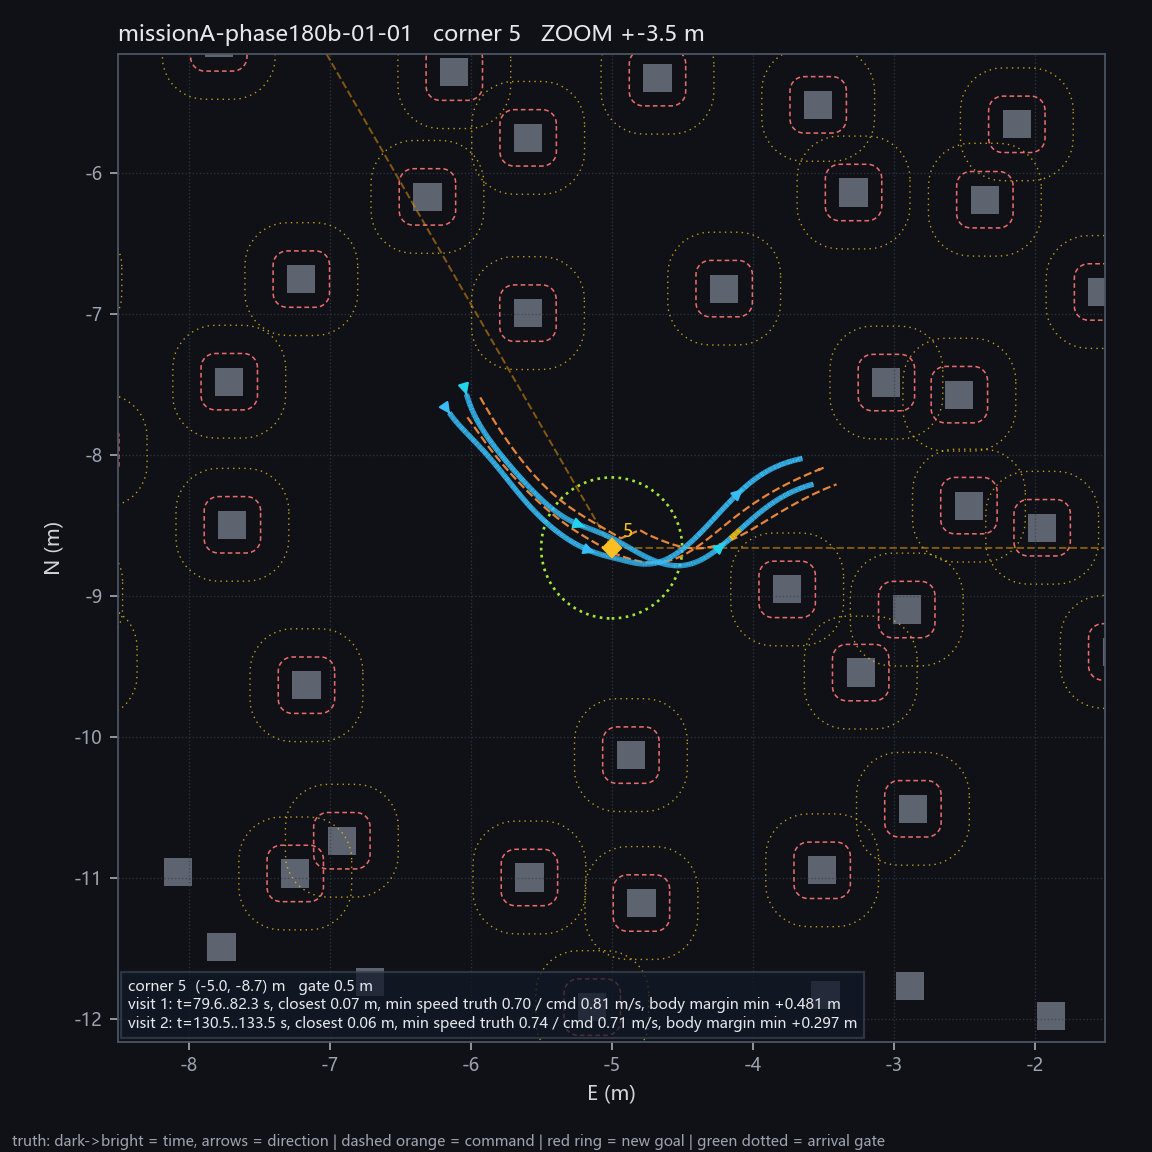 missionA-phase180b-01-01   corner 5   ZOOM +-3.5 m
-6
-7
-8
-9
-10
-11
-12
N (m)
5
corner 5  (-5.0, -8.7) m   gate 0.5 m
visit 1: t=79.6..82.3 s, closest 0.07 m, min speed truth 0.70 / cmd 0.81 m/s, body margin min +0.481 m
visit 2: t=130.5..133.5 s, closest 0.06 m, min speed truth 0.74 / cmd 0.71 m/s, body margin min +0.297 m
-8 -7 -6 -5 -4 -3 -2
E (m)
truth: dark->bright = time, arrows = direction | dashed orange = command | red ring = new goal | green dotted = arrival gate